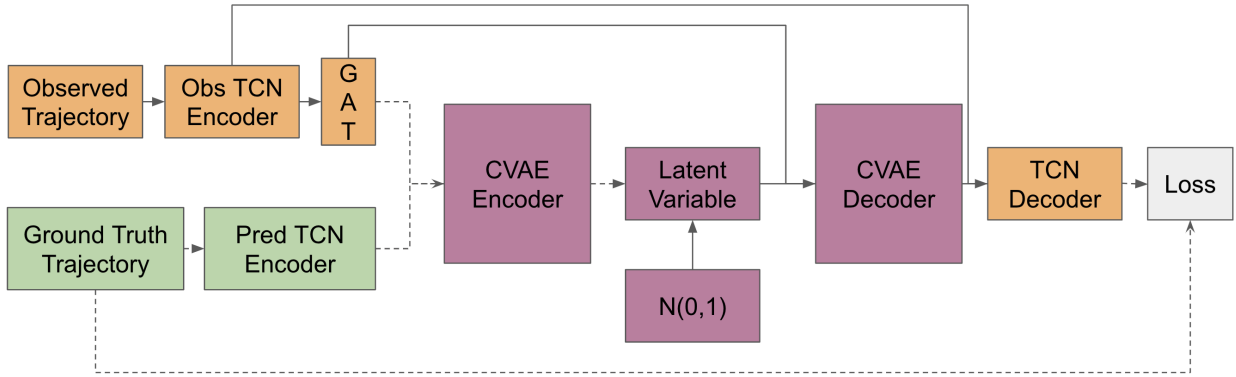 Observed
Trajectory
Obs TCN
Encoder
G
A
T
Ground Truth
Trajectory
Pred TCN
Encoder
CVAE
Encoder
Latent
Variable
N(0,1)
CVAE
Decoder
TCN
Decoder
Loss